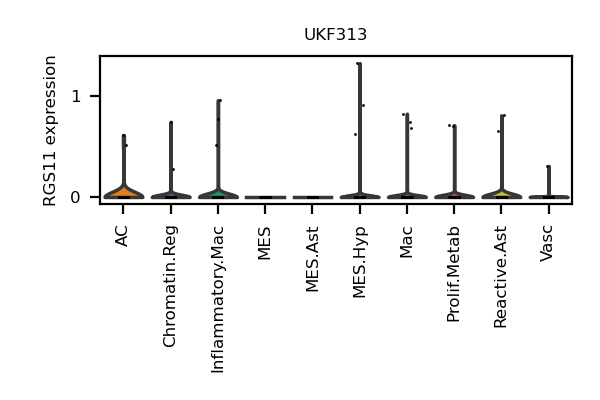 UKF313
RGS11 expression
1
0
AC
Chromatin.Reg
Inflammatory.Mac
MES
MES.Ast
MES.Hyp
Mac
Prolif.Metab
Reactive.Ast
Vasc